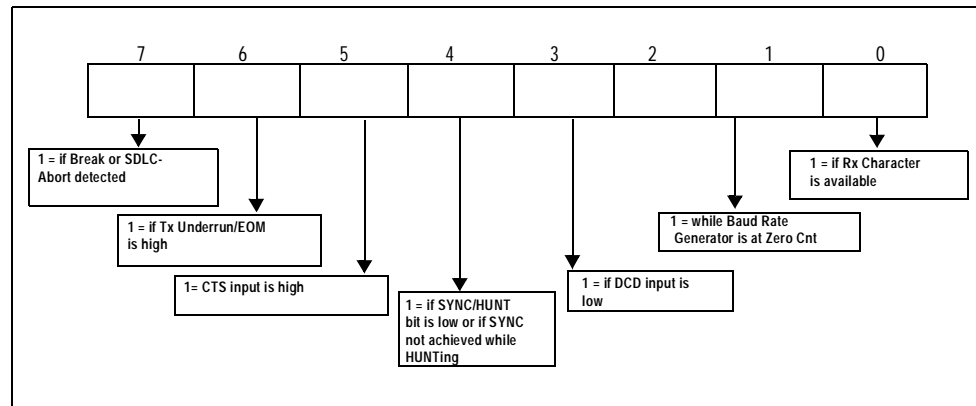 7 6 5 4 3 2 1 0
1 = if Break or SDLC-
Abort detected
1 = if Rx Character
is available
1 = if Tx Underrun/EOM
is high
1 = while Baud Rate
Generator is at Zero Cnt
1= CTS input is high
1 = if DCD input is
low
1 = if SYNC/HUNT
bit is low or if SYNC
not achieved while
HUNTing